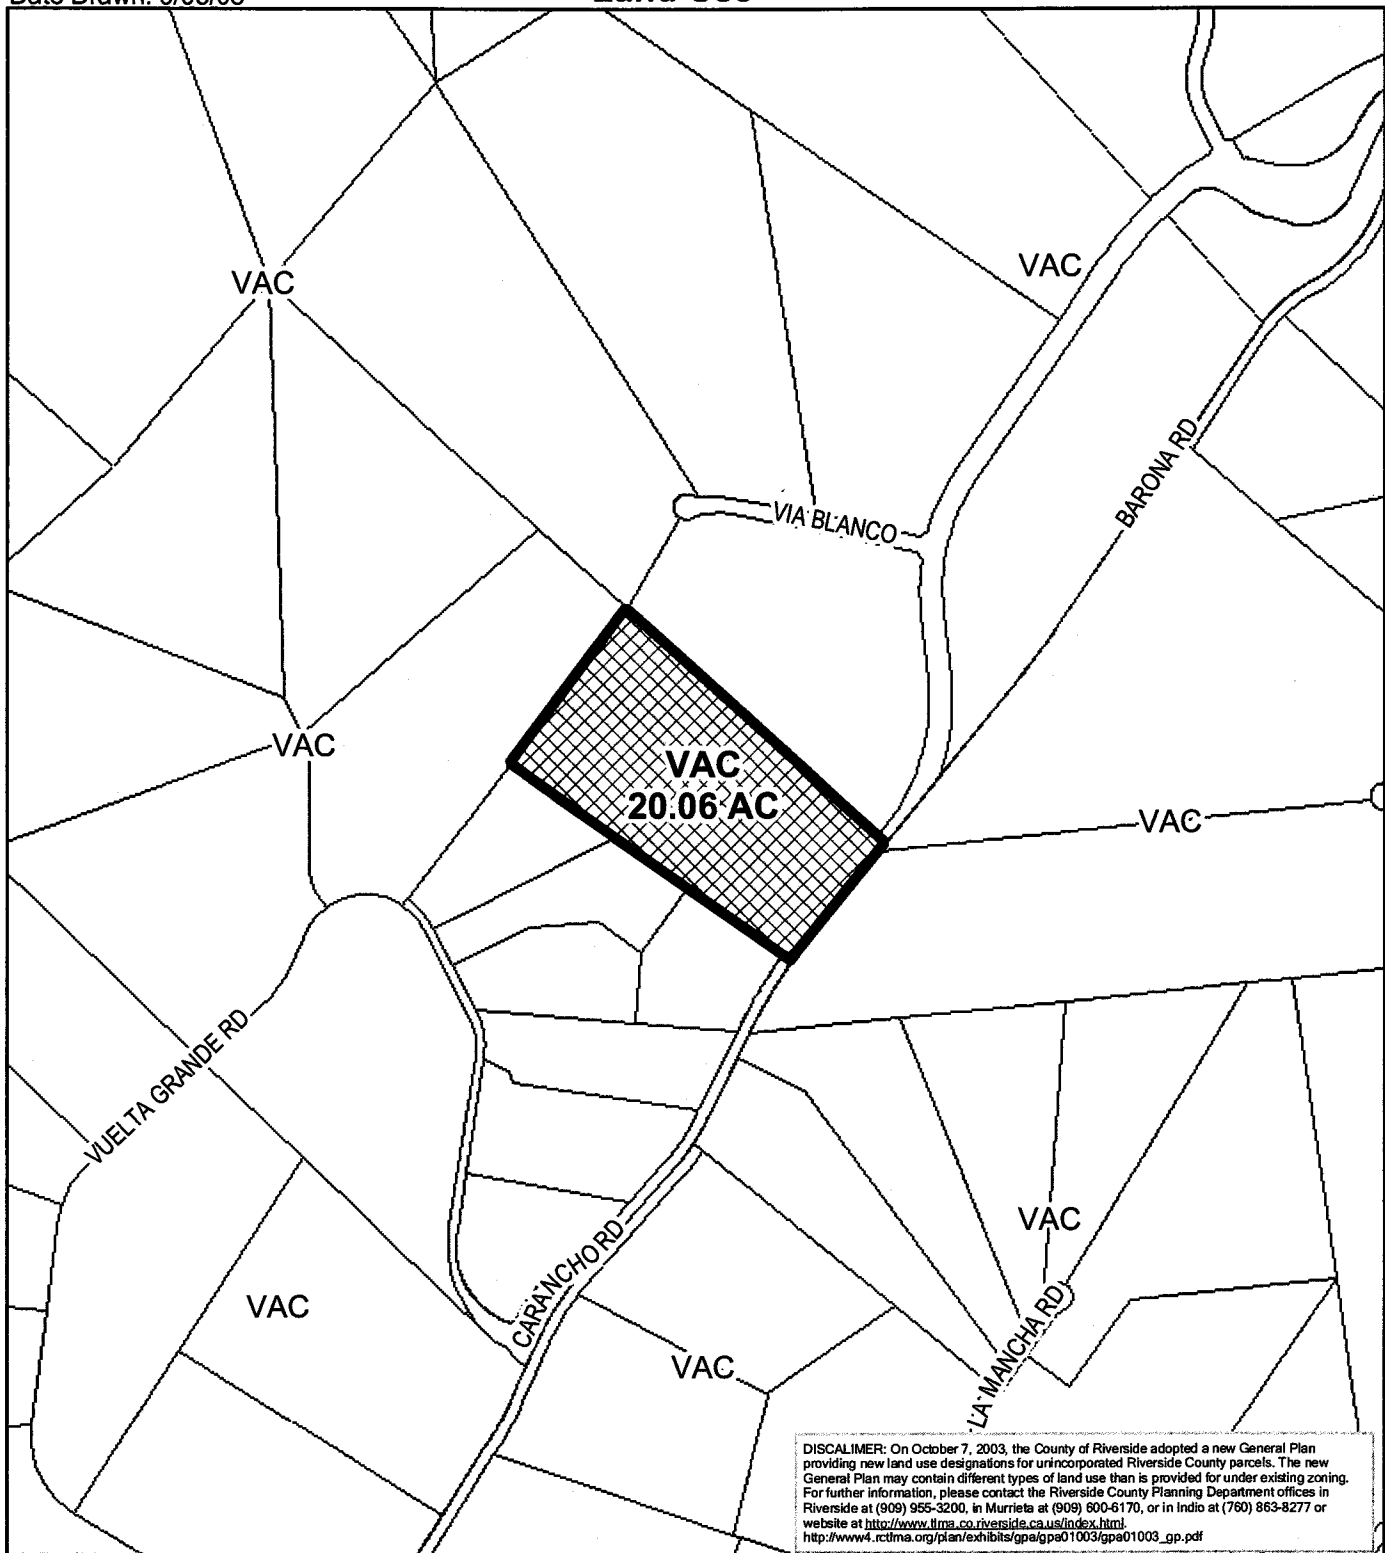 VAC
VAC
BARONA RD
VIA BLANCO
VAC
VAC
20.06 AC
VAC
VUELTA GRANDE RD
VAC
CARANCHO RD
VAC
LA MANCHA RD
VAC
DISCALIMER: On October 7, 2003, the County of Riverside adopted a new General Plan
providing new land use designations for unincorporated Riverside County parcels. The new
General Plan may contain different types of land use than is provided for under existing zoning.
For further information, please contact the Riverside County Planning Department offices in
Riverside at (909) 955-3200, in Murrieta at (909) 600-6170, or in Indio at (760) 863-8277 or
website at http://www.tlma.co.riverside.ca.us/index.html.
http://www4.rctlma.org/plan/exhibits/gpa/gpa01003/gpa01003_gp.pdf